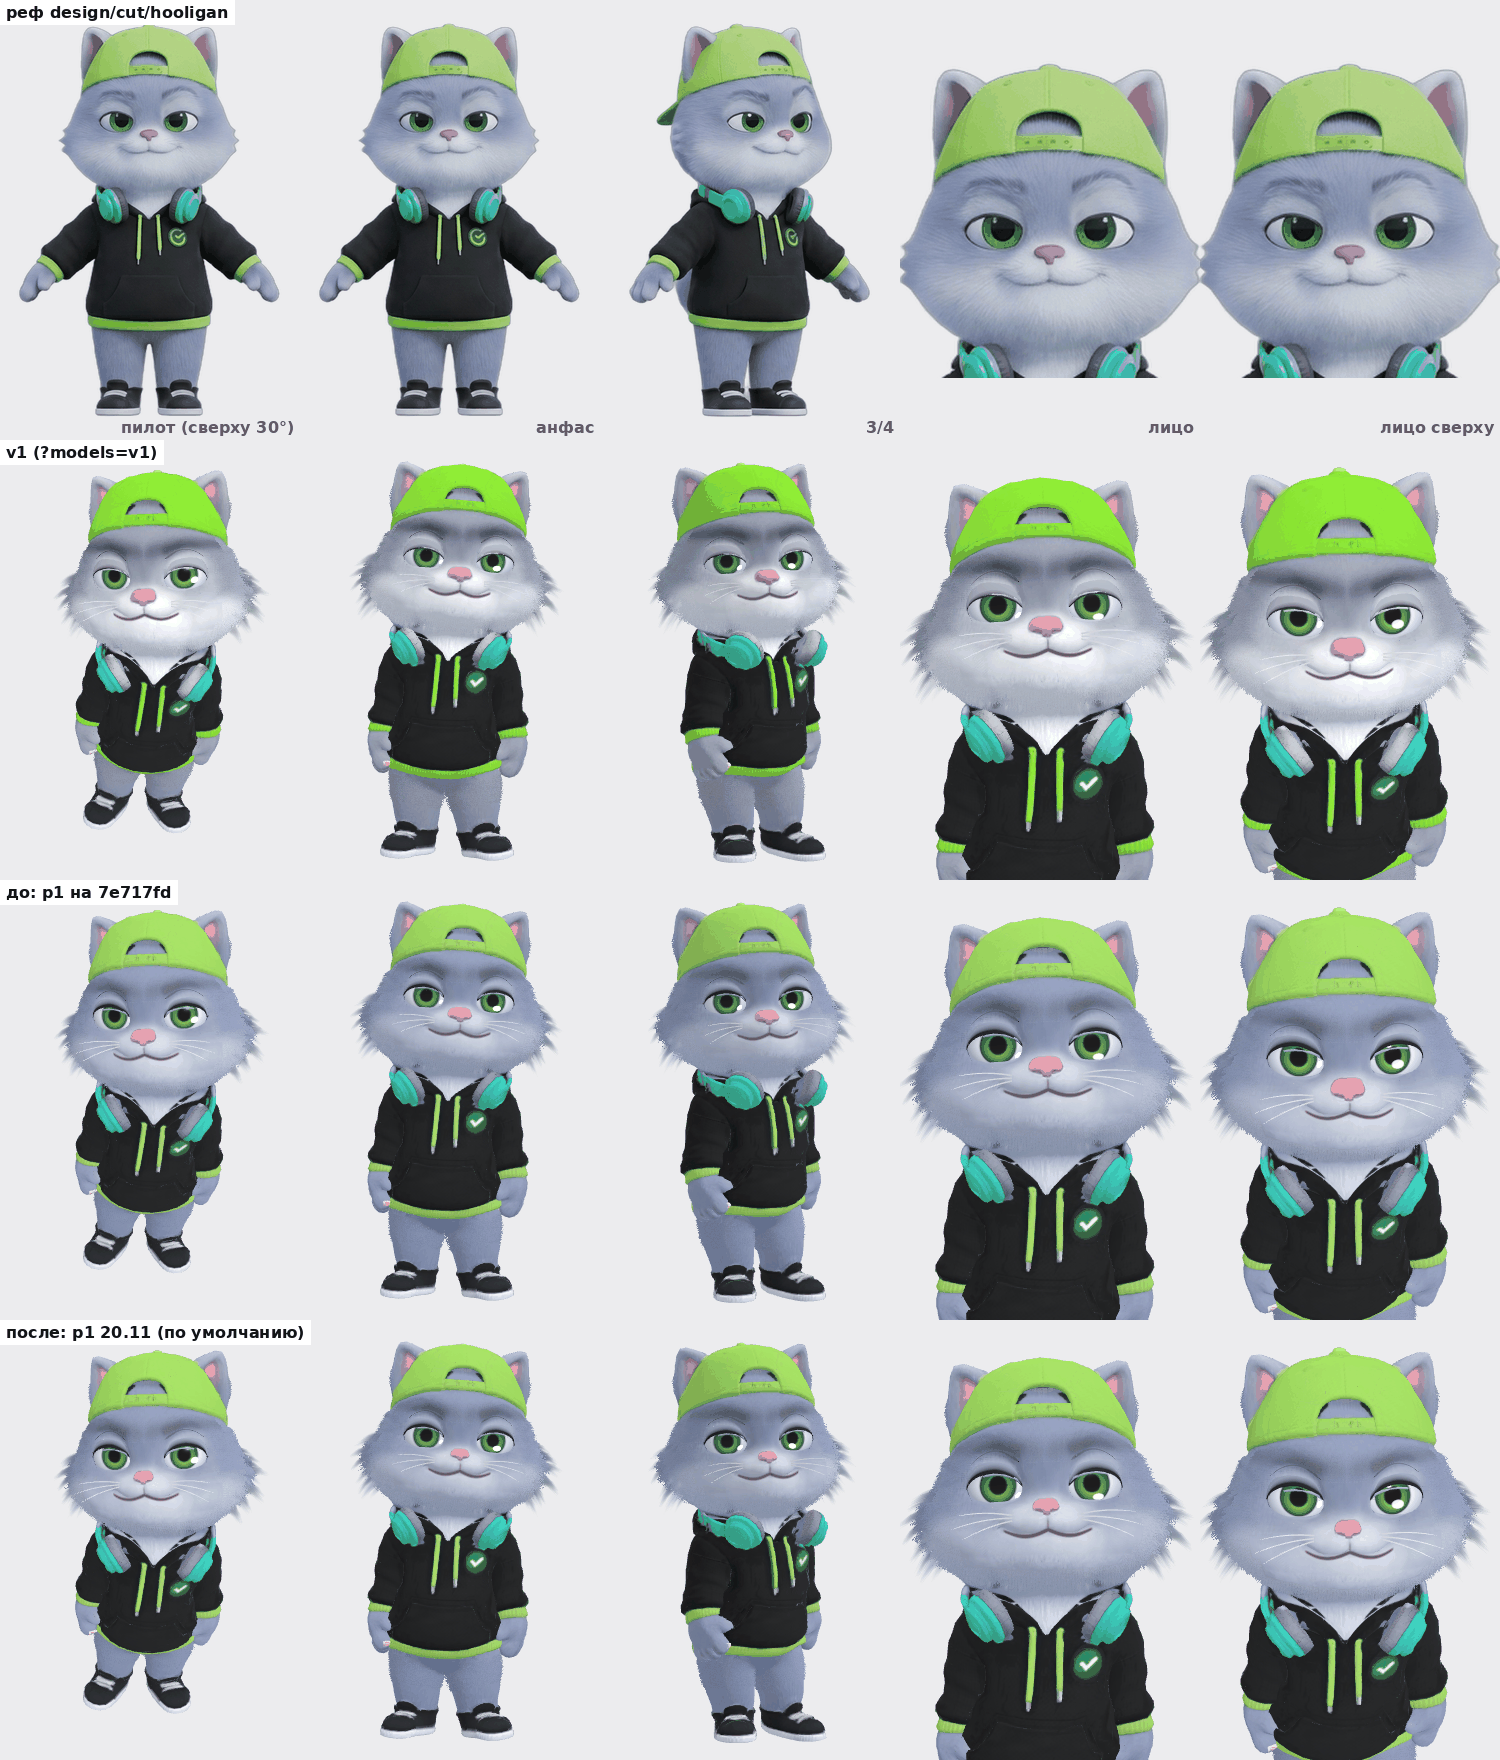 реф design/cut/hooligan
пилот (сверху 30°)
анфас
3/4
лицо
лицо сверху
v1 (?models=v1)
до: p1 на 7e717fd
после: p1 20.11 (по умолчанию)